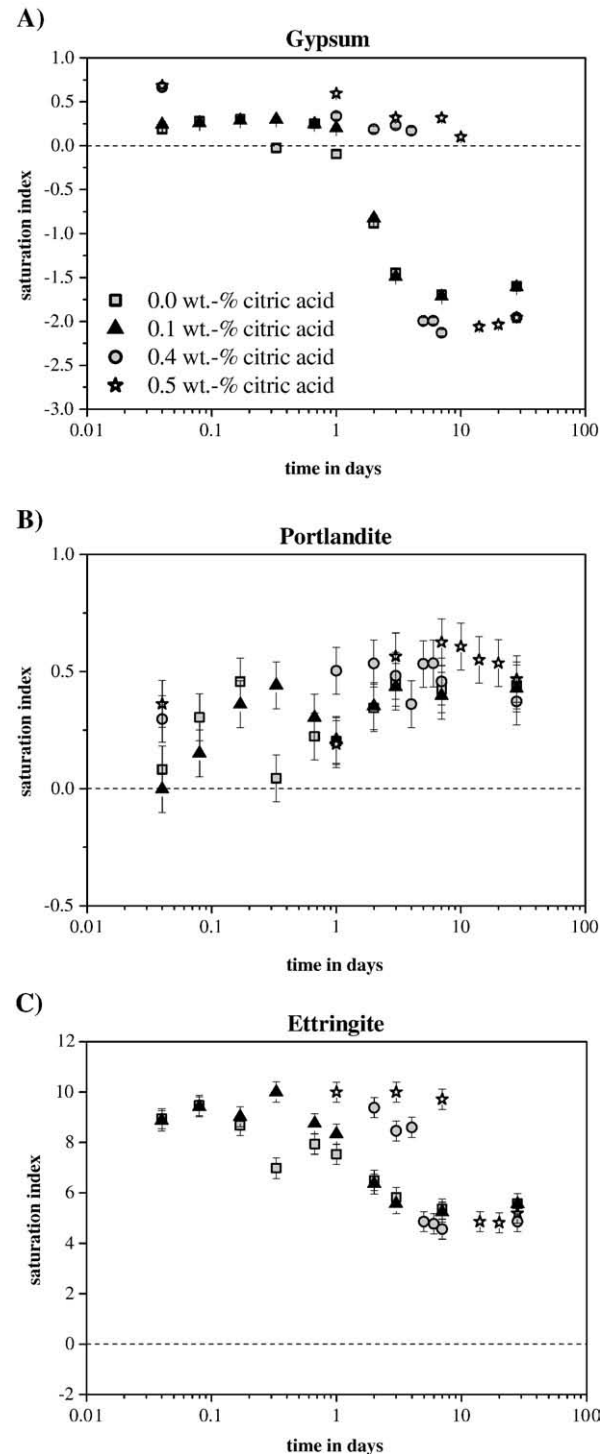 A)
Gypsum
1.0
0.5
0.0
-0.5
-1.0
-1.5
-2.0
-2.5
-3.0
saturation index
0.0 wt.-% citric acid
0.1 wt.-% citric acid
0.4 wt.-% citric acid
0.5 wt.-% citric acid
0.01 0.1 1 10 100
time in days
B)
Portlandite
1.0
0.5
0.0
-0.5
saturation index
0.01 0.1 1 10 100
time in days
C)
Ettringite
12
10
8
6
4
2
0
-2
saturation index
0.01 0.1 1 10 100
time in days